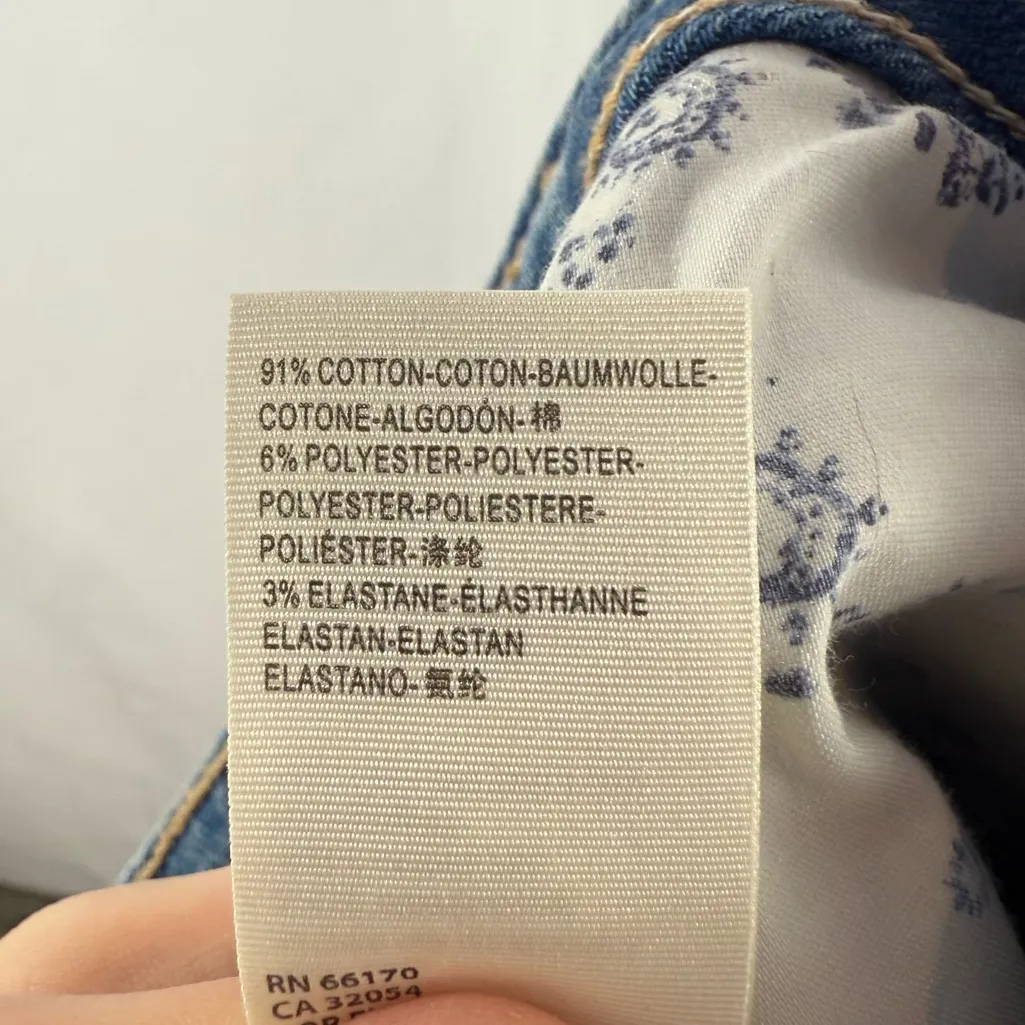 91% COTTON-COTON-BAUMWOLLE-
COTONE-ALGODÓN-棉
6% POLYESTER-POLYESTER-
POLYESTER-POLIESTERE-
POLIÉSTER-涤纶
3% ELASTANE-ÉLASTHANNE
ELASTAN-ELASTAN
ELASTANO-氨纶
RN 66170
CA 32054